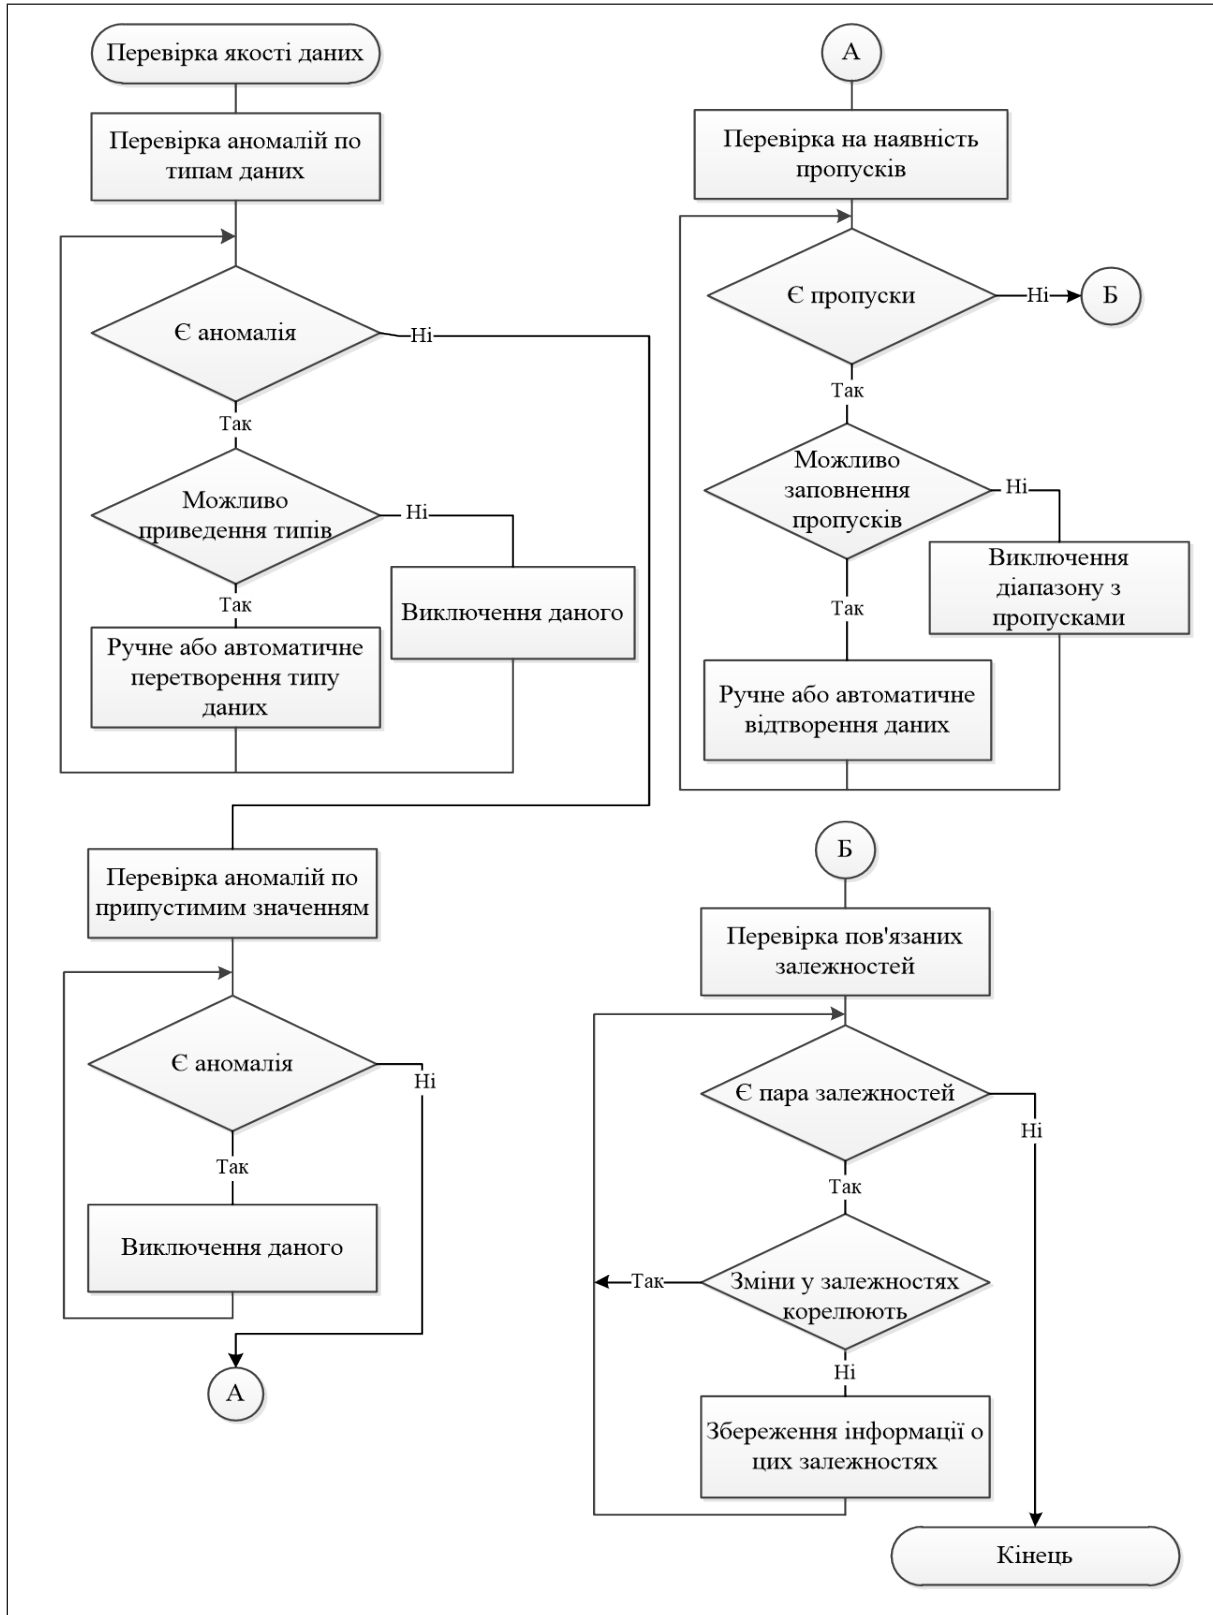 Перевірка якості даних
Перевірка аномалій по
типам даних
Є аномалія
Ні
Так
Можливо
приведення типів
Ні
Так
Виключення даного
Ручне або автоматичне
перетворення типу
даних
Перевірка аномалій по
припустимим значенням
Є аномалія
Ні
Так
Виключення даного
А
А
Перевірка на наявність
пропусків
Є пропуски
Ні
Б
Так
Можливо
заповнення
пропусків
Ні
Виключення
діапазону з
пропусками
Так
Ручне або автоматичне
відтворення даних
Б
Перевірка пов'язаних
залежностей
Є пара залежностей
Ні
Так
Зміни у залежностях
корелюють
Так
Ні
Збереження інформації о
цих залежностях
Кінець